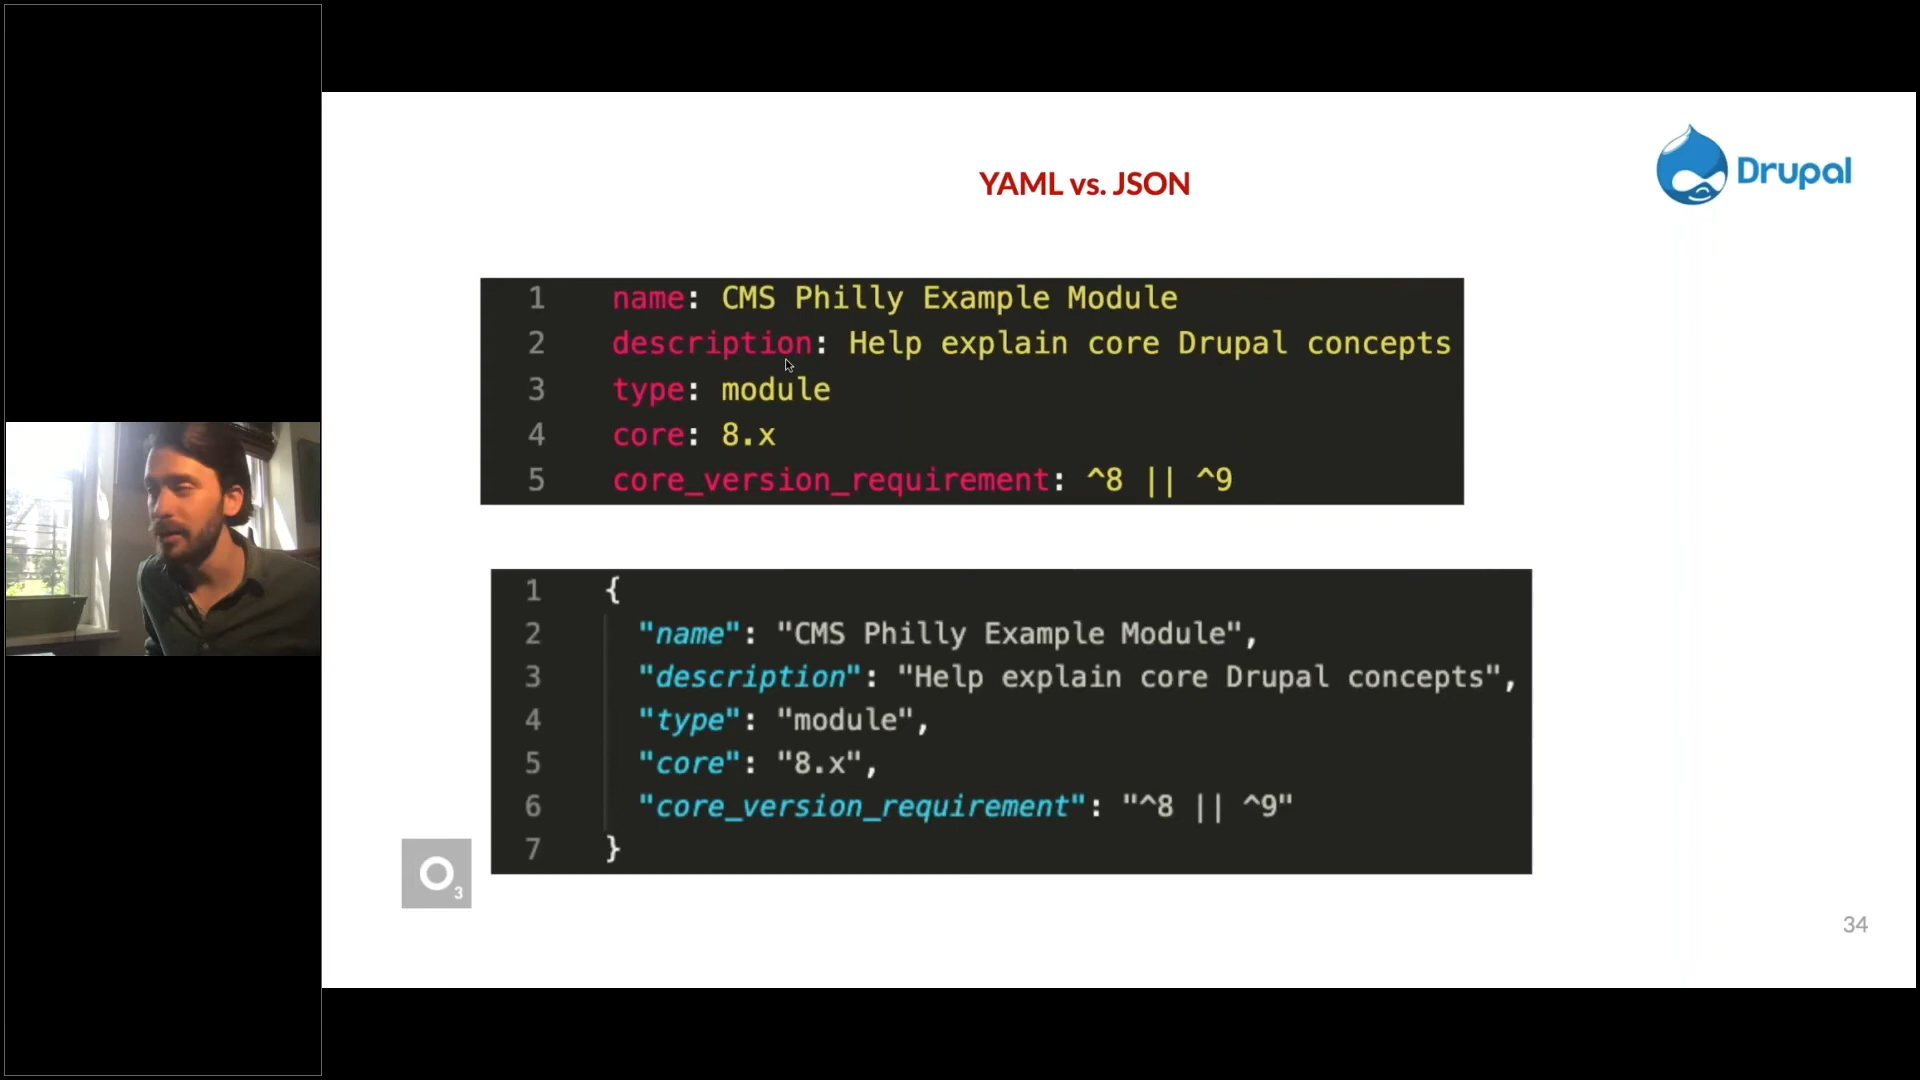 YAML vs. JSON
Drupal
1 name: CMS Philly Example Module
2 description: Help explain core Drupal concepts
3 type: module
4 core: 8.x
5 core_version_requirement: ^8 || ^9
1 {
2 "name": "CMS Philly Example Module",
3 "description": "Help explain core Drupal concepts",
4 "type": "module",
5 "core": "8.x",
6 "core_version_requirement": "^8 || ^9"
7 }
O3
34